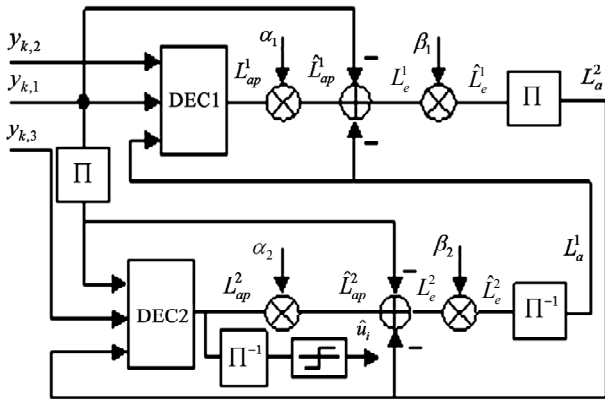 y_{k,2}
y_{k,1}
y_{k,3}
DEC1
L_{ap}^1
α_1
\hat{L}_{ap}^1
L_e^1
β_1
\hat{L}_e^1
Π
L_a^2
Π
DEC2
L_{ap}^2
α_2
\hat{L}_{ap}^2
L_e^2
β_2
\hat{L}_e^2
Π^{-1}
L_a^1
Π^{-1}
\hat{u}_i